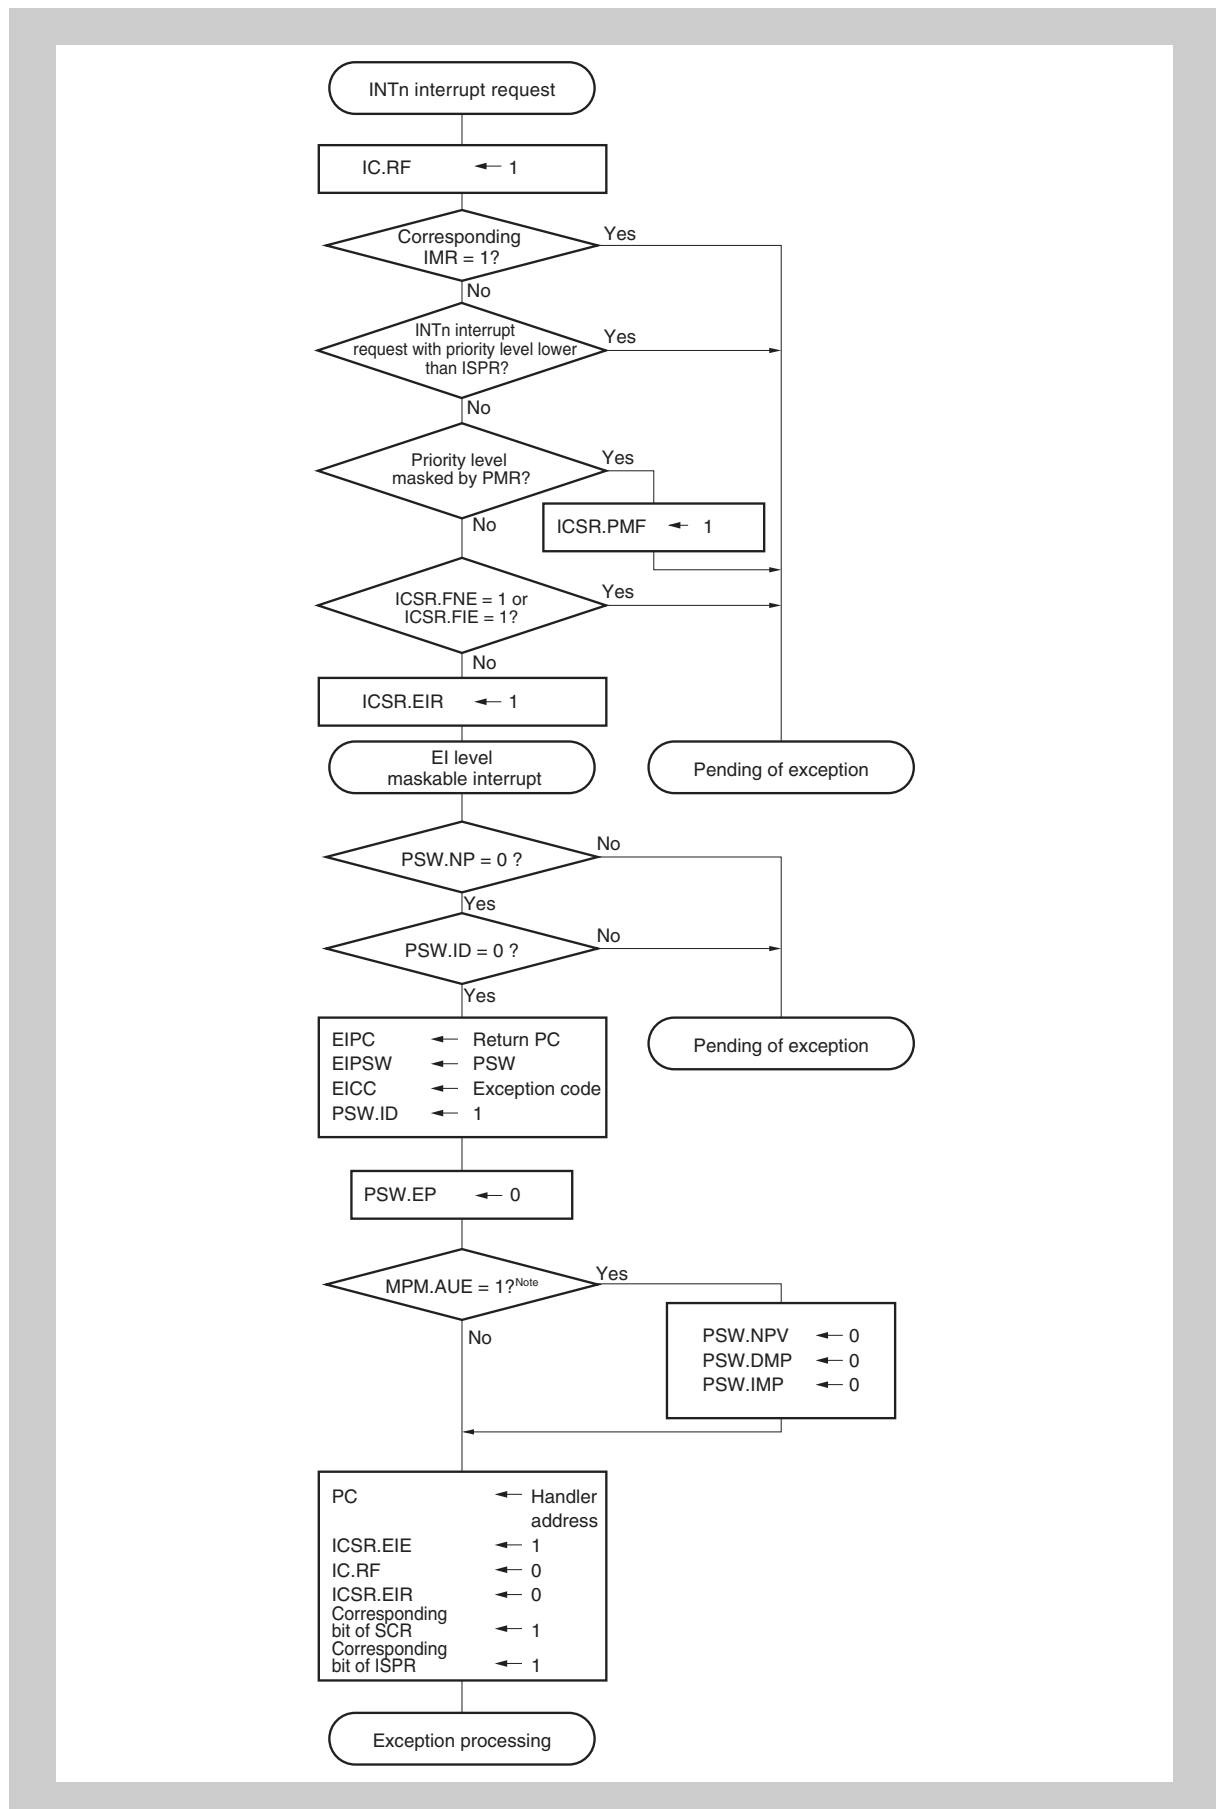 INTn interrupt request
IC.RF ← 1
Corresponding
IMR = 1?
Yes
No
INTn interrupt
request with priority level lower
than ISPR?
Yes
No
Priority level
masked by PMR?
Yes
No
ICSR.PMF ← 1
ICSR.FNE = 1 or
ICSR.FIE = 1?
Yes
No
ICSR.EIR ← 1
EI level
maskable interrupt
Pending of exception
PSW.NP = 0 ?
No
Yes
PSW.ID = 0 ?
No
Yes
EIPC ← Return PC
EIPSW ← PSW
EICC ← Exception code
PSW.ID ← 1
Pending of exception
PSW.EP ← 0
MPM.AUE = 1?Note
Yes
No
PSW.NPV ← 0
PSW.DMP ← 0
PSW.IMP ← 0
PC ← Handler
address
ICSR.EIE ← 1
IC.RF ← 0
ICSR.EIR ← 0
Corresponding
bit of SCR ← 1
Corresponding
bit of ISPR ← 1
Exception processing